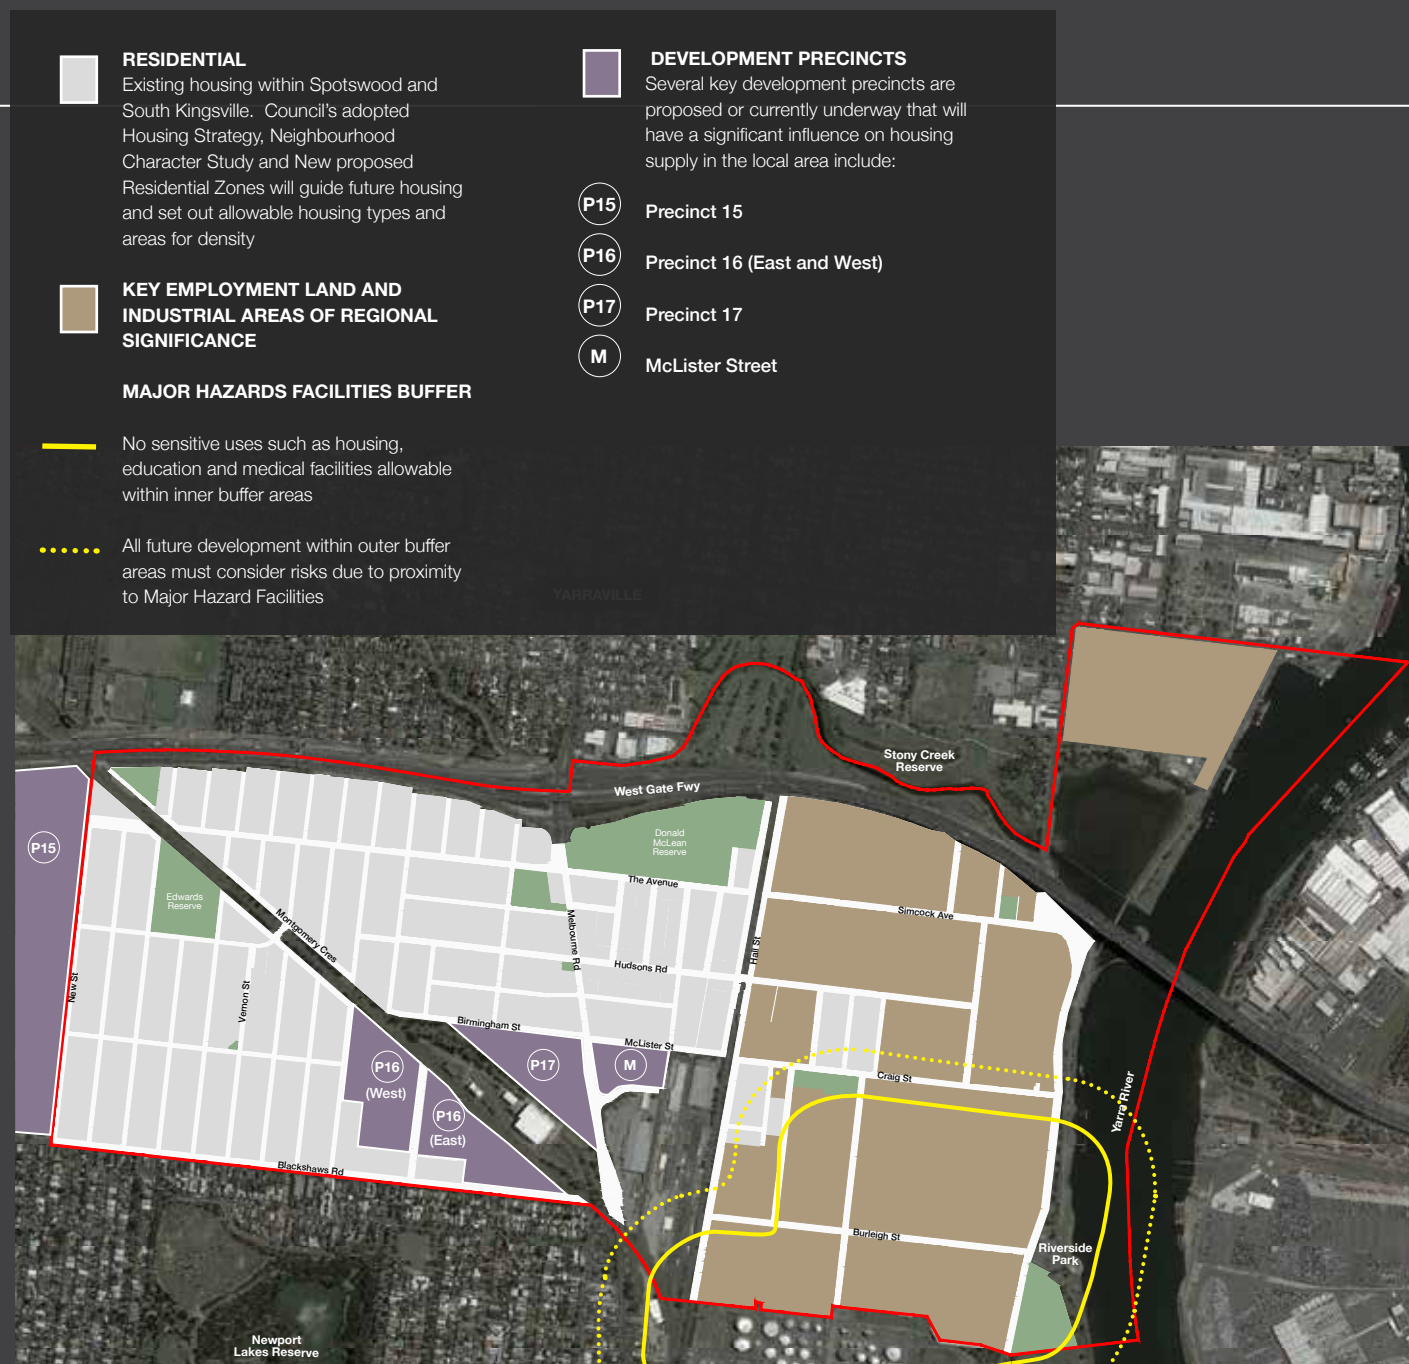 RESIDENTIAL
Existing housing within Spotswood and
South Kingsville.  Council's adopted
Housing Strategy, Neighbourhood
Character Study and New proposed
Residential Zones will guide future housing
and set out allowable housing types and
areas for density
KEY EMPLOYMENT LAND AND
INDUSTRIAL AREAS OF REGIONAL
SIGNIFICANCE
MAJOR HAZARDS FACILITIES BUFFER
No sensitive uses such as housing,
education and medical facilities allowable
within inner buffer areas
All future development within outer buffer
areas must consider risks due to proximity
to Major Hazard Facilities
DEVELOPMENT PRECINCTS
Several key development precincts are
proposed or currently underway that will
have a significant influence on housing
supply in the local area include:
P15 Precinct 15
P16 Precinct 16 (East and West)
P17 Precinct 17
M McLister Street
YARRAVILLE
Stony Creek
Reserve
West Gate Fwy
Donald
McLean
Reserve
P15
The Avenue
Edwards
Reserve
Simcock Ave
Montgomery Cres
Melbourne Rd
Hall St
Hudsons Rd
New St
Vernon St
Birmingham St
McLister St
P16
(West)
P17
M
Craig St
Yarra River
P16
(East)
Blackshaws Rd
Burleigh St
Riverside
Park
Newport
Lakes Reserve